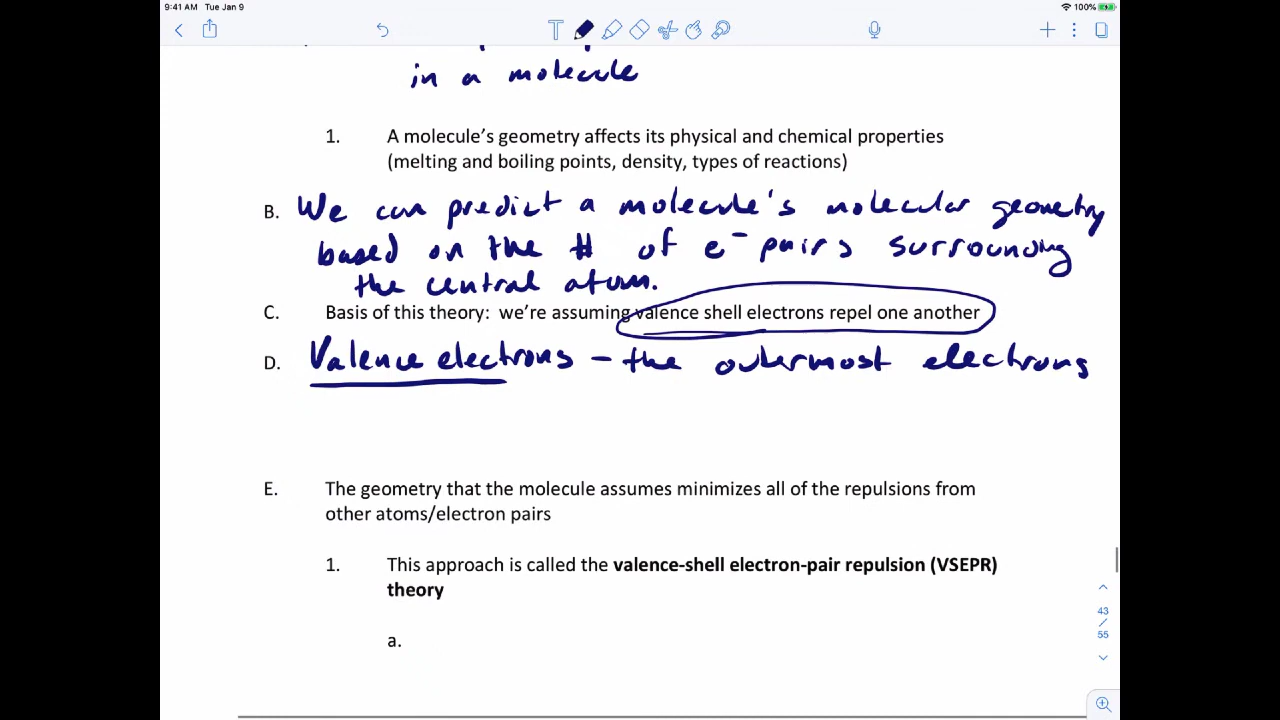 9:41 AM Tue Jan 9
100%
in a molecule
1. A molecule's geometry affects its physical and chemical properties
(melting and boiling points, density, types of reactions)
B. We can predict a molecule's molecular geometry
based on the # of e⁻ pairs surrounding
the central atom.
C. Basis of this theory: we're assuming valence shell electrons repel one another
D. Valence electrons – the outermost electrons
E. The geometry that the molecule assumes minimizes all of the repulsions from
other atoms/electron pairs
1. This approach is called the valence-shell electron-pair repulsion (VSEPR)
theory
a.
43
/
55